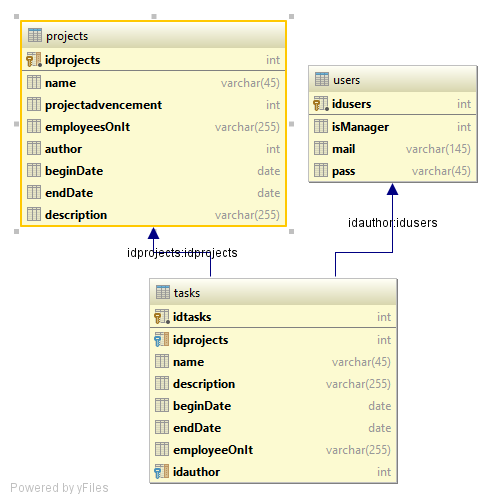 projects
idprojects int
name varchar(45)
projectadvencement int
employeesOnIt varchar(255)
author int
beginDate date
endDate date
description varchar(255)
users
idusers int
isManager int
mail varchar(145)
pass varchar(45)
idprojects:idprojects
idauthor:idusers
tasks
idtasks int
idprojects int
name varchar(45)
description varchar(255)
beginDate date
endDate date
employeeOnIt varchar(255)
idauthor int
Powered by yFiles